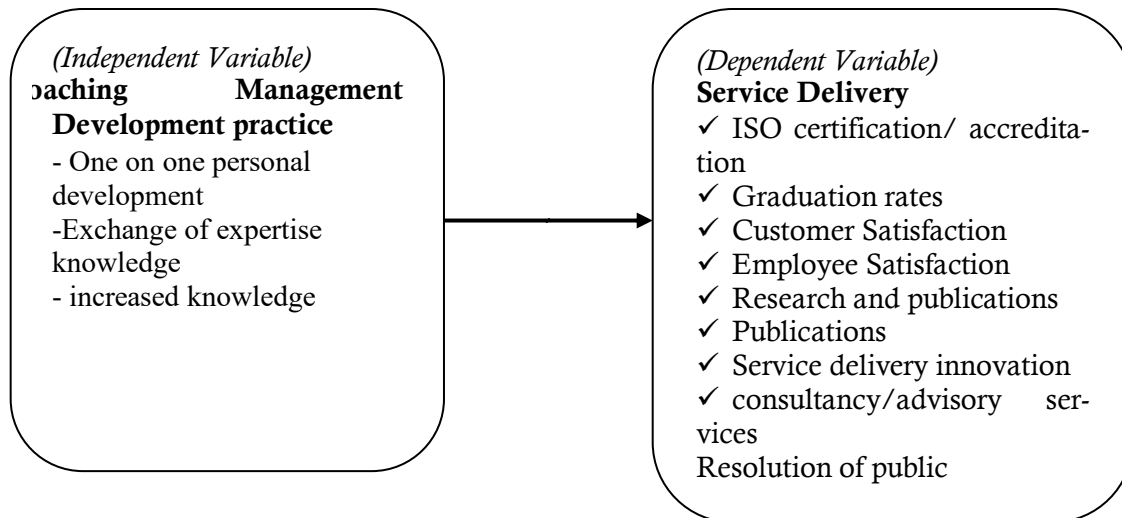 (Independent Variable)
oaching Management
Development practice
- One on one personal
development
-Exchange of expertise
knowledge
- increased knowledge
(Dependent Variable)
Service Delivery
✓ ISO certification/ accredita-
tion
✓ Graduation rates
✓ Customer Satisfaction
✓ Employee Satisfaction
✓ Research and publications
✓ Publications
✓ Service delivery innovation
✓ consultancy/advisory ser-
vices
Resolution of public